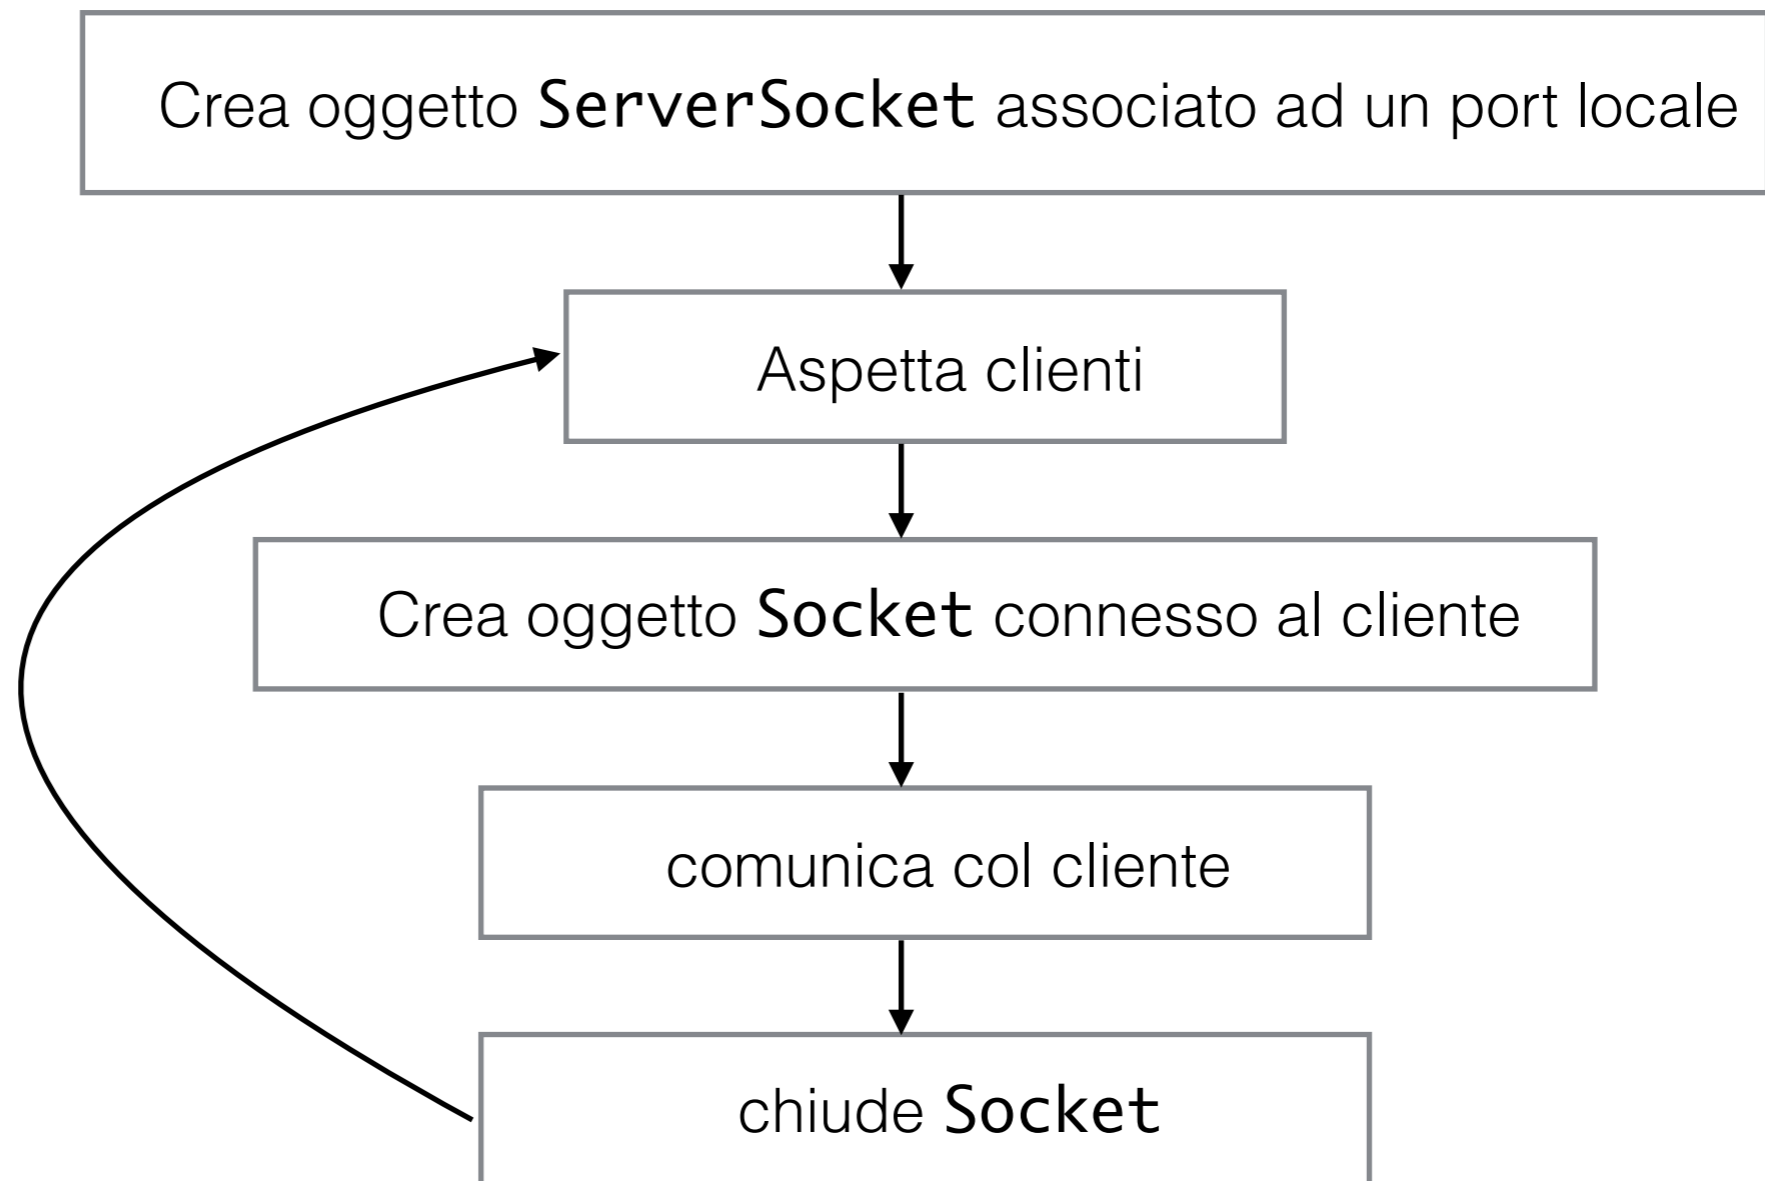 Crea oggetto ServerSocket associato ad un port locale
Aspetta clienti
Crea oggetto Socket connesso al cliente
comunica col cliente
chiude Socket